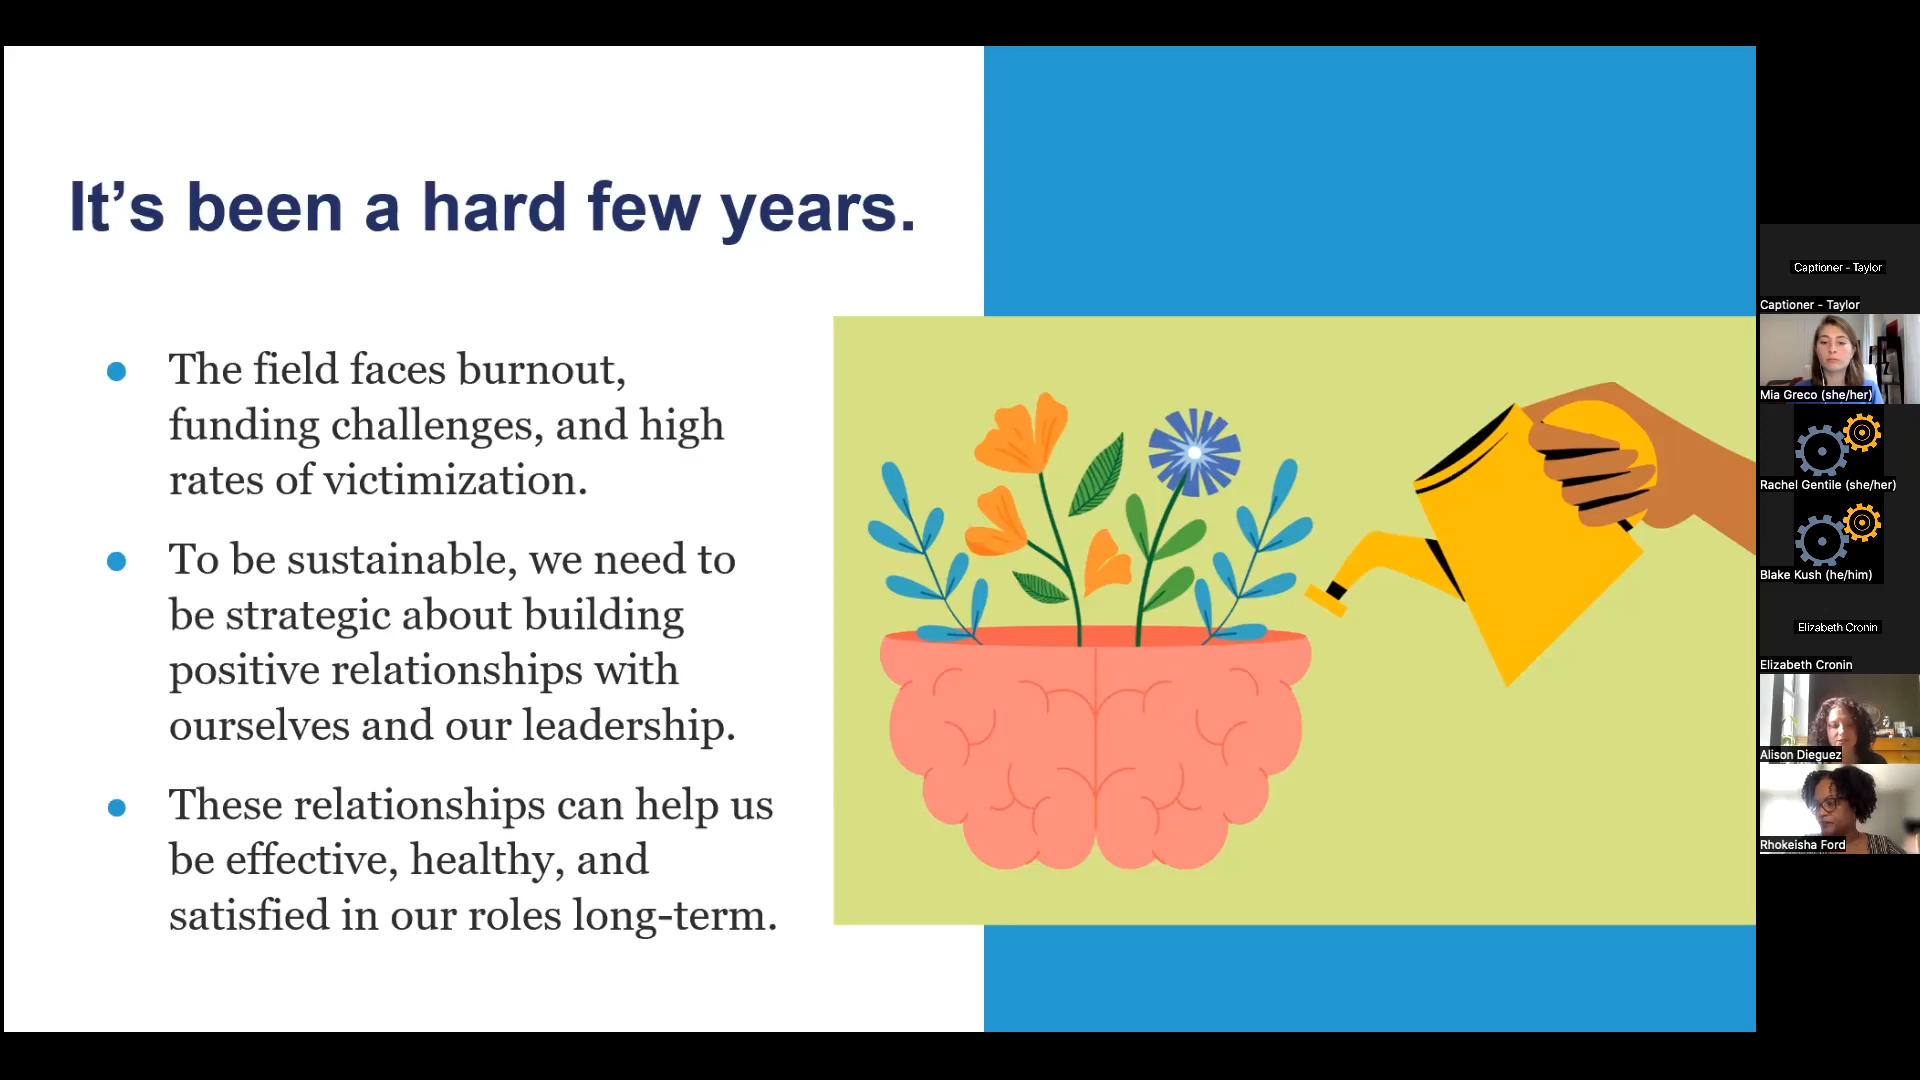 It’s been a hard few years.
● The field faces burnout,
funding challenges, and high
rates of victimization.
● To be sustainable, we need to
be strategic about building
positive relationships with
ourselves and our leadership.
● These relationships can help us
be effective, healthy, and
satisfied in our roles long-term.
Captioner - Taylor
Captioner - Taylor
Mia Greco (she/her)
Rachel Gentile (she/her)
Blake Kush (he/him)
Elizabeth Cronin
Elizabeth Cronin
Alison Dieguez
Rhokeisha Ford